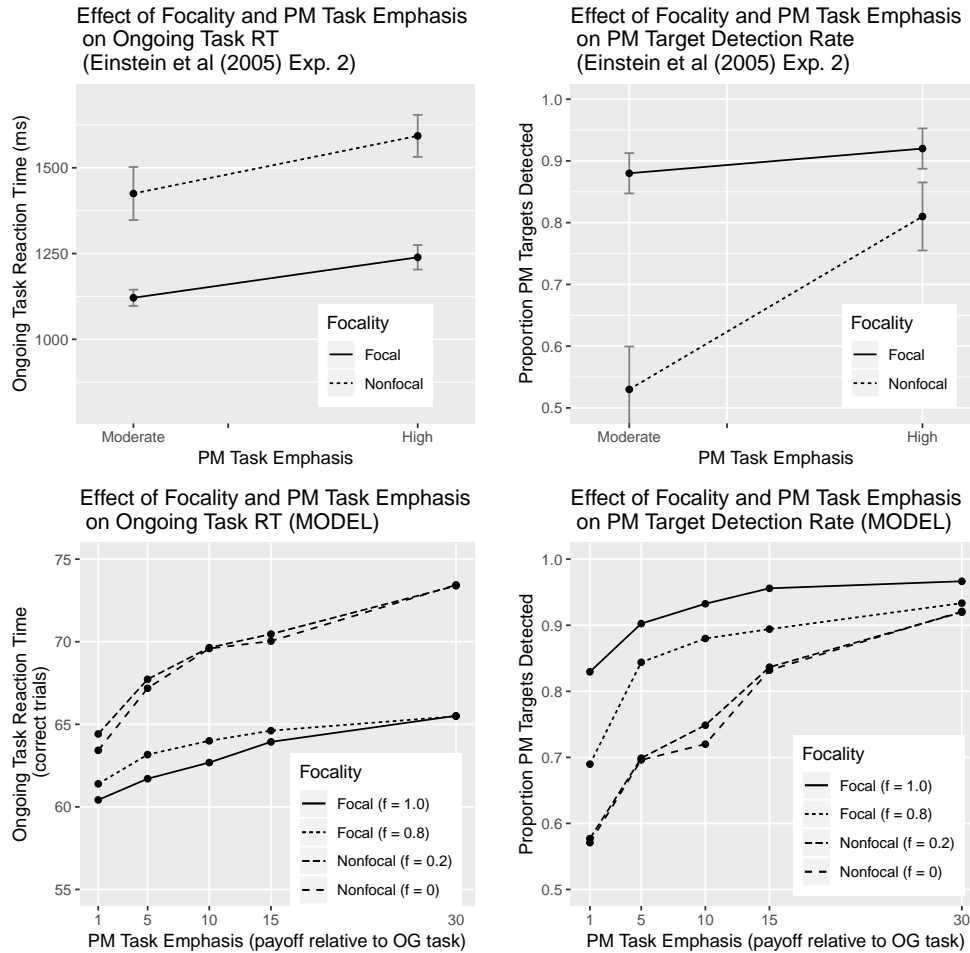 Effect of Focality and PM Task Emphasis
on Ongoing Task RT
(Einstein et al (2005) Exp. 2)
Ongoing Task Reaction Time (ms)
1500
1250
1000
Focality
Focal
Nonfocal
Moderate
High
PM Task Emphasis
Effect of Focality and PM Task Emphasis
on PM Target Detection Rate
(Einstein et al (2005) Exp. 2)
Proportion PM Targets Detected
1.0
0.9
0.8
0.7
0.6
0.5
Focality
Focal
Nonfocal
Moderate
High
PM Task Emphasis
Effect of Focality and PM Task Emphasis
on Ongoing Task RT (MODEL)
Ongoing Task Reaction Time
(correct trials)
75
70
65
60
55
Focality
Focal (f = 1.0)
Focal (f = 0.8)
Nonfocal (f = 0.2)
Nonfocal (f = 0)
1 5 10 15 30
PM Task Emphasis (payoff relative to OG task)
Effect of Focality and PM Task Emphasis
on PM Target Detection Rate (MODEL)
Proportion PM Targets Detected
1.0
0.9
0.8
0.7
0.6
0.5
Focality
Focal (f = 1.0)
Focal (f = 0.8)
Nonfocal (f = 0.2)
Nonfocal (f = 0)
1 5 10 15 30
PM Task Emphasis (payoff relative to OG task)